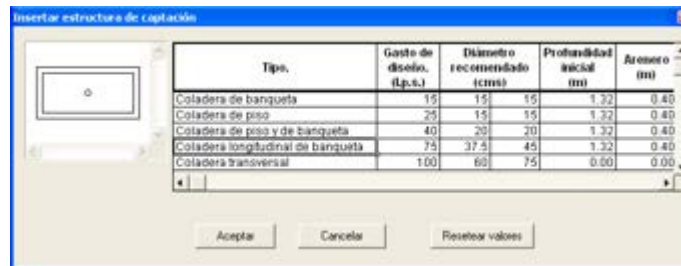 Insertar estructura de captación
Tipo. Gasto de diseño. (l.p.s.) Diámetro recomendado (cms) Profundidad inicial (m) Arenero (m)
Coladera de banqueta 15 15 15 1.32 0.40
Coladera de piso 25 15 15 1.32 0.40
Coladera de piso y de banqueta 40 20 20 1.32 0.40
Coladera longitudinal de banqueta 75 37.5 45 1.32 0.40
Coladera transversal 100 60 75 0.00 0.00
Aceptar Cancelar Resetear valores